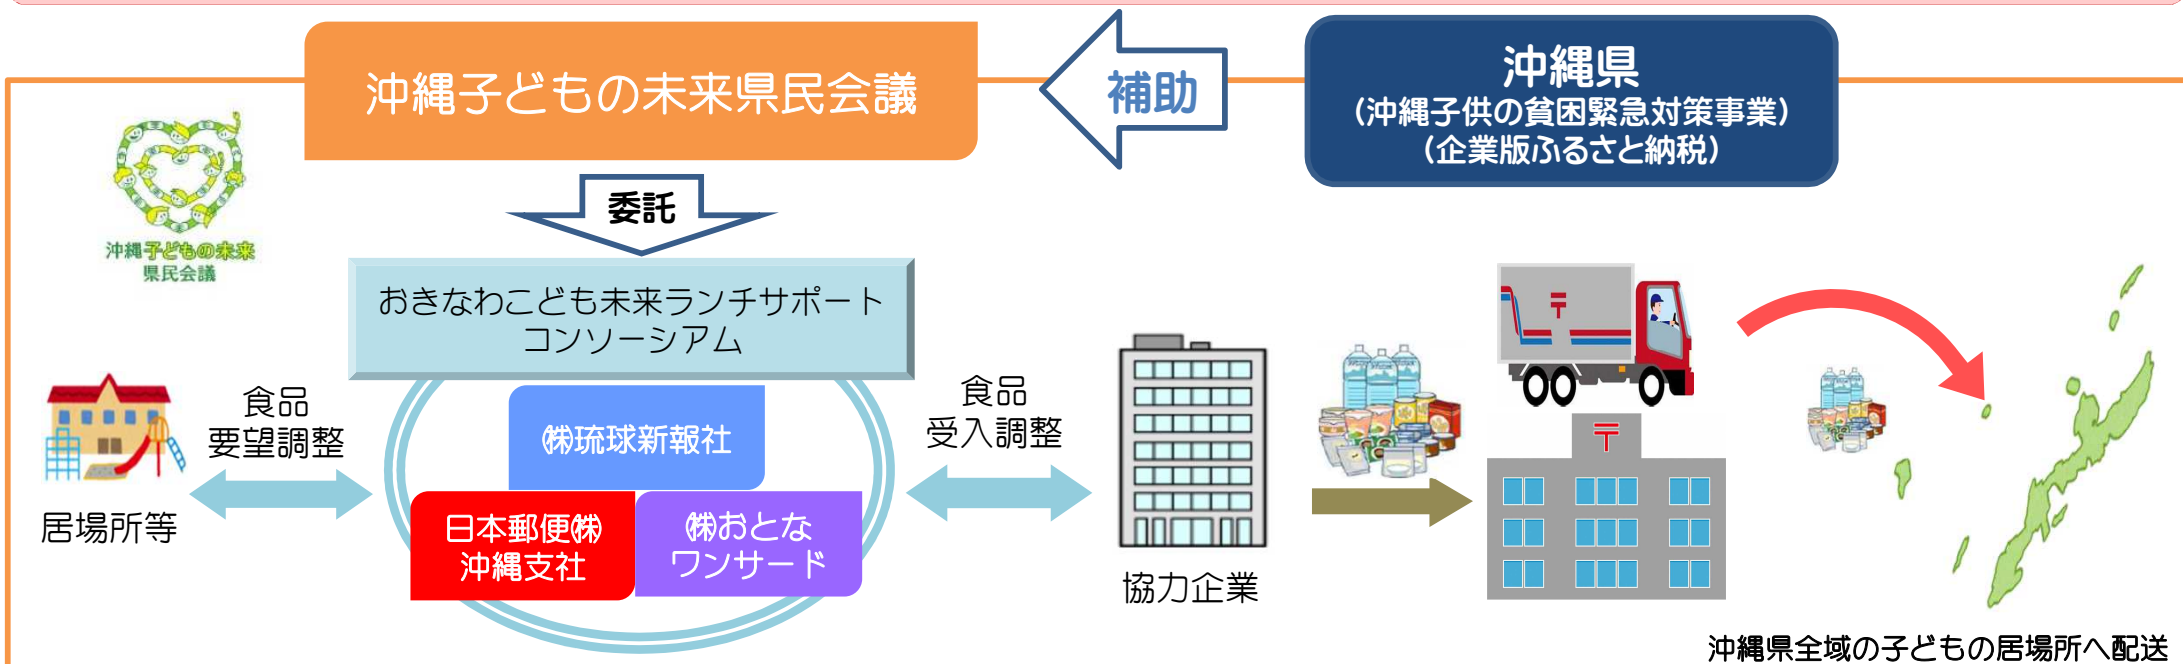 沖縄子どもの未来県民会議
補助
沖縄県
（沖縄子供の貧困緊急対策事業）
（企業版ふるさと納税）
沖縄子どもの未来
県民会議
委託
おきなわこども未来ランチサポート
コンソーシアム
食品
要望調整
居場所等
㈱琉球新報社
日本郵便㈱
沖縄支社
㈱おとな
ワンサード
食品
受入調整
協力企業
〒
〒
沖縄県全域の子どもの居場所へ配送